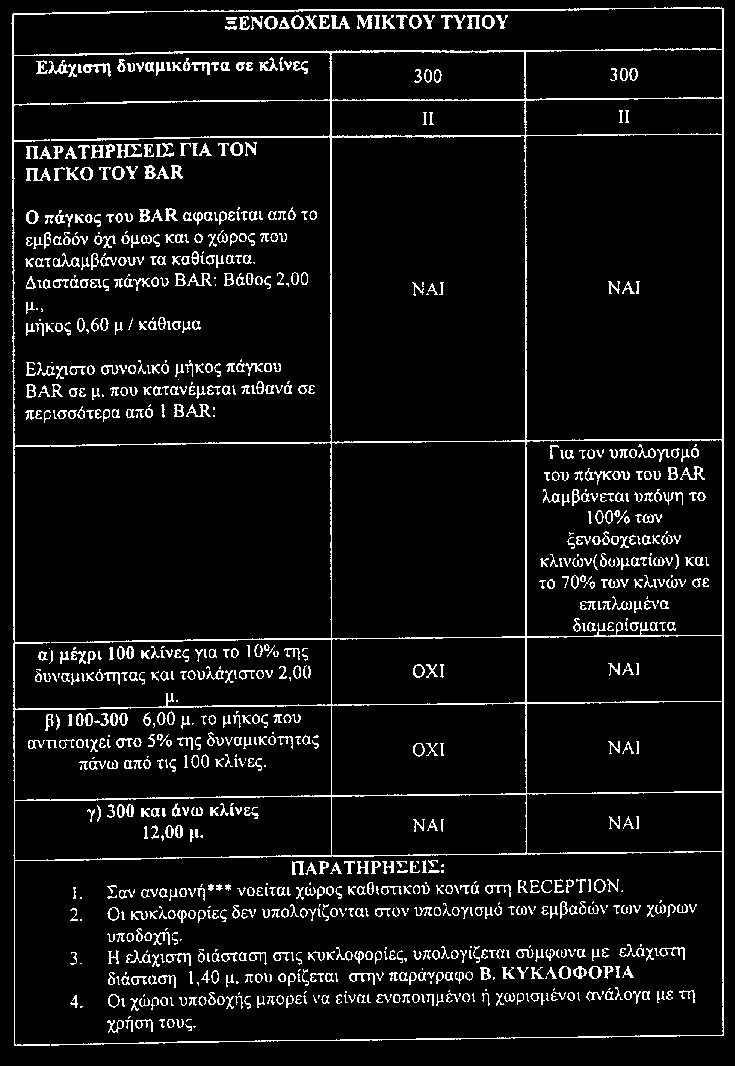 ΞΕΝΟΔΟΧΕΙΑ ΜΙΚΤΟΥ ΤΥΠΟΥ
Ελάχιστη δυναμικότητα σε κλίνες 300 300
II II
ΠΑΡΑΤΗΡΗΣΕΙΣ ΓΙΑ ΤΟΝ
ΠΑΓΚΟ ΤΟΥ BAR
Ο πάγκος του BAR αφαιρείται από το
εμβαδόν όχι όμως και ο χώρος που
καταλαμβάνουν τα καθίσματα.
Διαστάσεις πάγκου BAR: Βάθος 2,00
μ.,
μήκος 0,60 μ / κάθισμα
Ελάχιστο συνολικό μήκος πάγκου
BAR σε μ. που κατανέμεται πιθανά σε
περισσότερα από 1 BAR:
ΝΑΙ ΝΑΙ
Για τον υπολογισμό
του πάγκου του BAR
λαμβάνεται υπόψη το
100% των
ξενοδοχειακών
κλινών(δωματίων) και
το 70% των κλινών σε
επιπλωμένα
διαμερίσματα
α) μέχρι 100 κλίνες για το 10% της
δυναμικότητας και τουλάχιστον 2,00
μ.
ΟΧΙ ΝΑΙ
β) 100-300 6,00 μ. το μήκος που
αντιστοιχεί στο 5% της δυναμικότητας
πάνω από τις 100 κλίνες.
ΟΧΙ ΝΑΙ
γ) 300 και άνω κλίνες
12,00 μ.
ΝΑΙ ΝΑΙ
ΠΑΡΑΤΗΡΗΣΕΙΣ:
1. Σαν αναμονή*** νοείται χώρος καθιστικού κοντά στη RECEPTION.
2. Οι κυκλοφορίες δεν υπολογίζονται στον υπολογισμό των εμβαδών των χώρων
υποδοχής.
3. Η ελάχιστη διάσταση στις κυκλοφορίες, υπολογίζεται σύμφωνα με ελάχιστη
διάσταση 1,40 μ. που ορίζεται στην παράγραφο Β. ΚΥΚΛΟΦΟΡΙΑ
4. Οι χώροι υποδοχής μπορεί να είναι ενοποιημένοι ή χωρισμένοι ανάλογα με τη
χρήση τους.